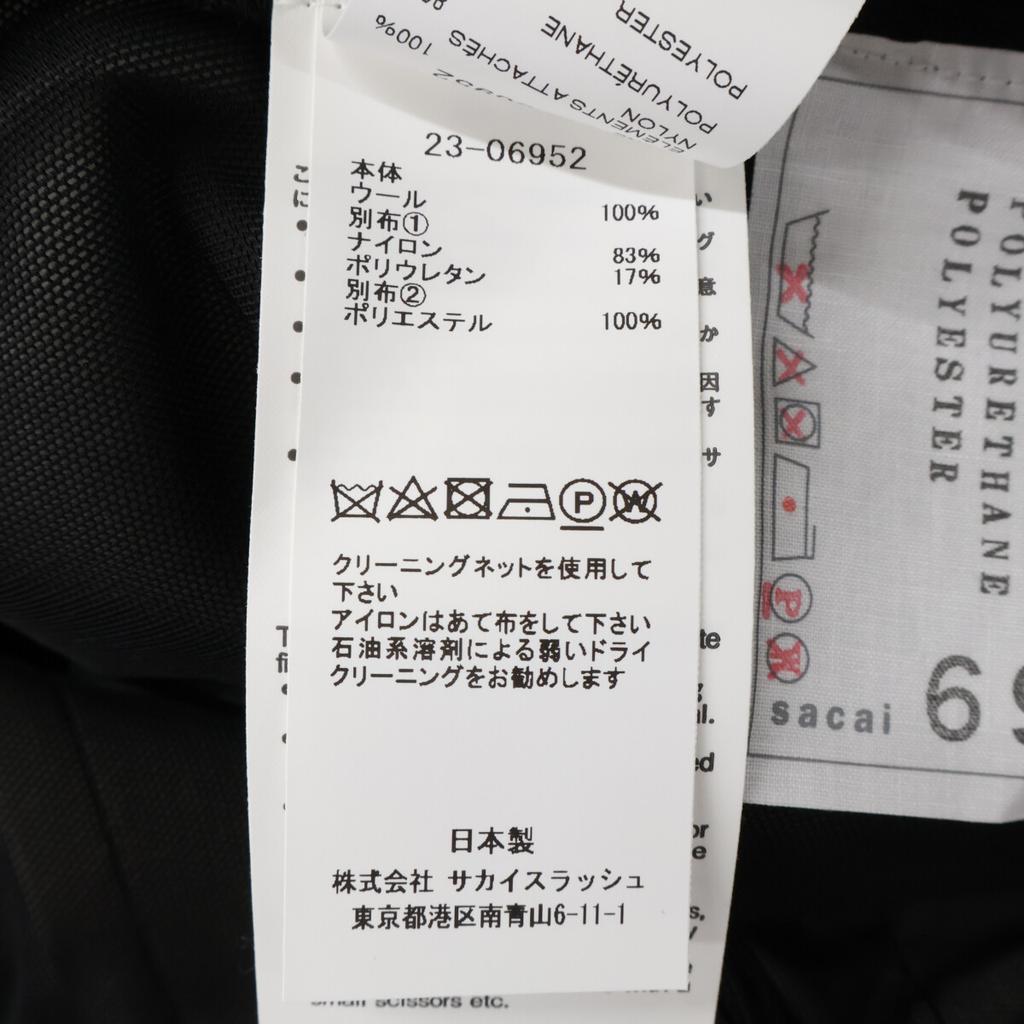 POLYESTER
POLYURÉTHANE
100%
ELEMENTS ATTACHÉS
NYLON
POLYURETHANE
POLYESTER
23-06952
本体
ウール 100%
別布①
ナイロン 83%
ポリウレタン 17%
別布②
ポリエステル 100%
P
W
クリーニングネットを使用して
下さい
アイロンはあて布をして下さい
石油系溶剤による弱いドライ
クリーニングをお勧めします
日本製
株式会社 サカイスラッシュ
東京都港区南青山6-11-1
small scissors etc.
POLYURETHANE
POLYESTER
P
W
sacai